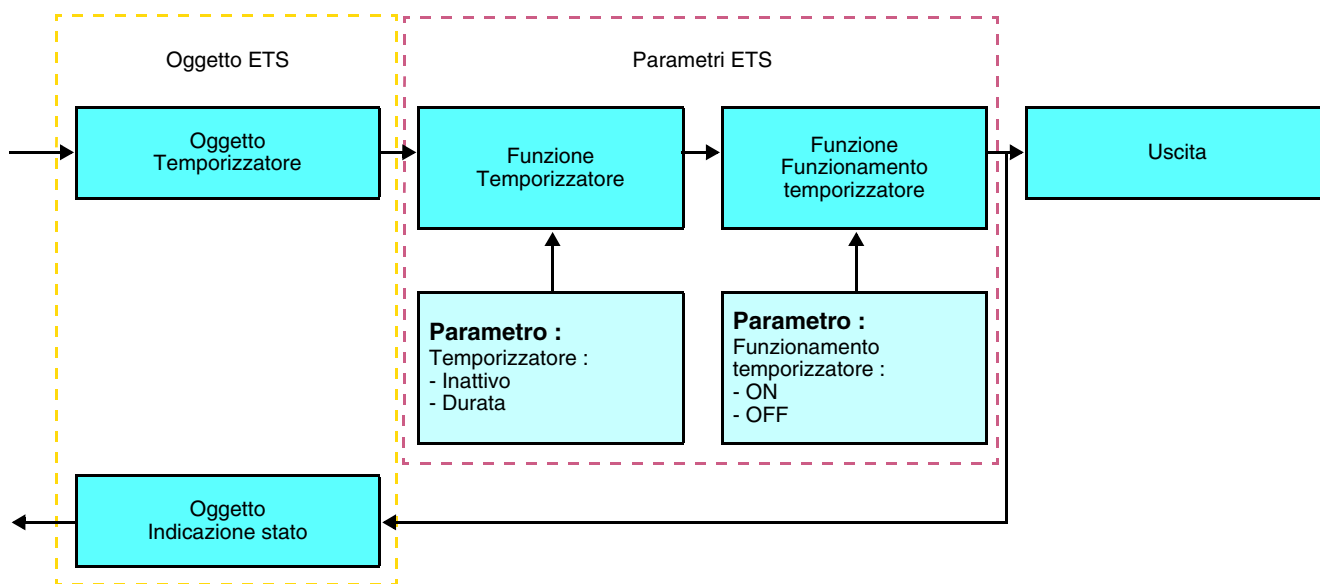 Oggetto ETS
Parametri ETS
Oggetto
Temporizzatore
Funzione
Temporizzatore
Funzione
Funzionamento
temporizzatore
Uscita
Parametro :
Temporizzatore :
- Inattivo
- Durata
Parametro :
Funzionamento
temporizzatore :
- ON
- OFF
Oggetto
Indicazione stato